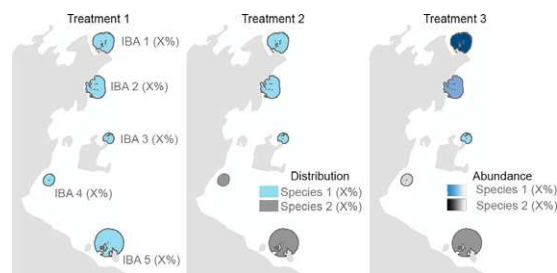 Treatment 1
Treatment 2
Treatment 3
IBA 1 (X%)
IBA 2 (X%)
IBA 3 (X%)
IBA 4 (X%)
IBA 5 (X%)
Distribution
Species 1 (X%)
Species 2 (X%)
Abundance
Species 1 (X%)
Species 2 (X%)